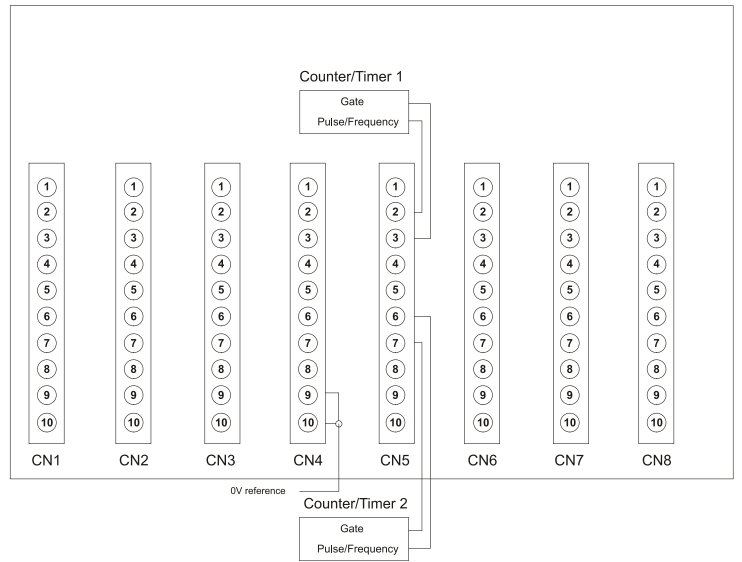 Counter/Timer 1
Gate
Pulse/Frequency
1 1 1 1 1 1 1 1
2 2 2 2 2 2 2 2
3 3 3 3 3 3 3 3
4 4 4 4 4 4 4 4
5 5 5 5 5 5 5 5
6 6 6 6 6 6 6 6
7 7 7 7 7 7 7 7
8 8 8 8 8 8 8 8
9 9 9 9 9 9 9 9
10 10 10 10 10 10 10 10
CN1 CN2 CN3 CN4 CN5 CN6 CN7 CN8
0V reference
Counter/Timer 2
Gate
Pulse/Frequency